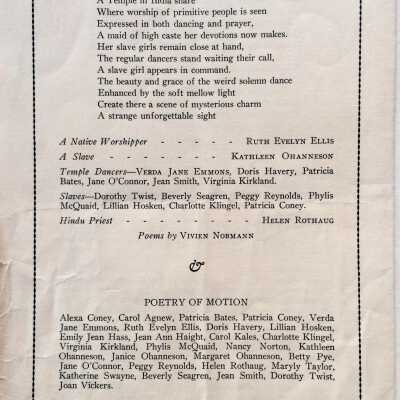 A Temple in India share
Where worship of primitive people is seen
Expressed in both dancing and prayer,
A maid of high caste her devotions now makes.
Her slave girls remain close at hand,
The regular dancers stand waiting their call,
A slave girl appears in command.
The beauty and grace of the weird solemn dance
Enhanced by the soft mellow light
Create there a scene of mysterious charm
A strange unforgettable sight
A Native Worshipper - - - - - RUTH EVELYN ELLIS
A Slave - - - - - - KATHLEEN OHANNESON
Temple Dancers—VERDA JANE EMMONS, Doris Havery, Patricia
Bates, Jane O'Connor, Jean Smith, Virginia Kirkland.
Slaves—Dorothy Twist, Beverly Seagren, Peggy Reynolds, Phylis
McQuaid, Lillian Hosken, Charlotte Klingel, Patricia Coney.
Hindu Priest - - - - - - HELEN ROTHAUG
Poems by VIVIEN NORMANN
&
POETRY OF MOTION
Alexa Coney, Carol Agnew, Patricia Bates, Patricia Coney, Verda
Jane Emmons, Ruth Evelyn Ellis, Doris Havery, Lillian Hosken,
Emily Jean Hass, Jean Ann Haight, Carol Kales, Charlotte Klingel,
Virginia Kirkland, Phylis McQuaid, Nancy Norton, Kathleen
Ohanneson, Janice Ohanneson, Margaret Ohanneson, Betty Pye,
Jane O'Connor, Peggy Reynolds, Helen Rothaug, Maryly Taylor,
Katherine Swayne, Beverly Seagren, Jean Smith, Dorothy Twist,
Joan Vickers.